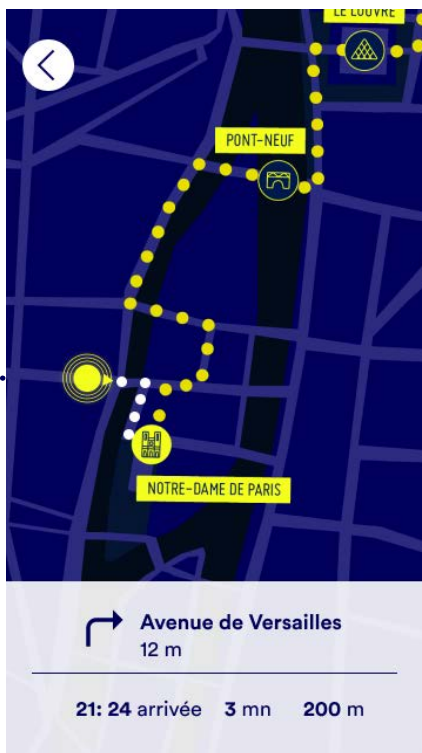 LE LOUVRE
PONT-NEUF
NOTRE-DAME DE PARIS
Avenue de Versailles
12 m
21: 24 arrivée 3 mn 200 m